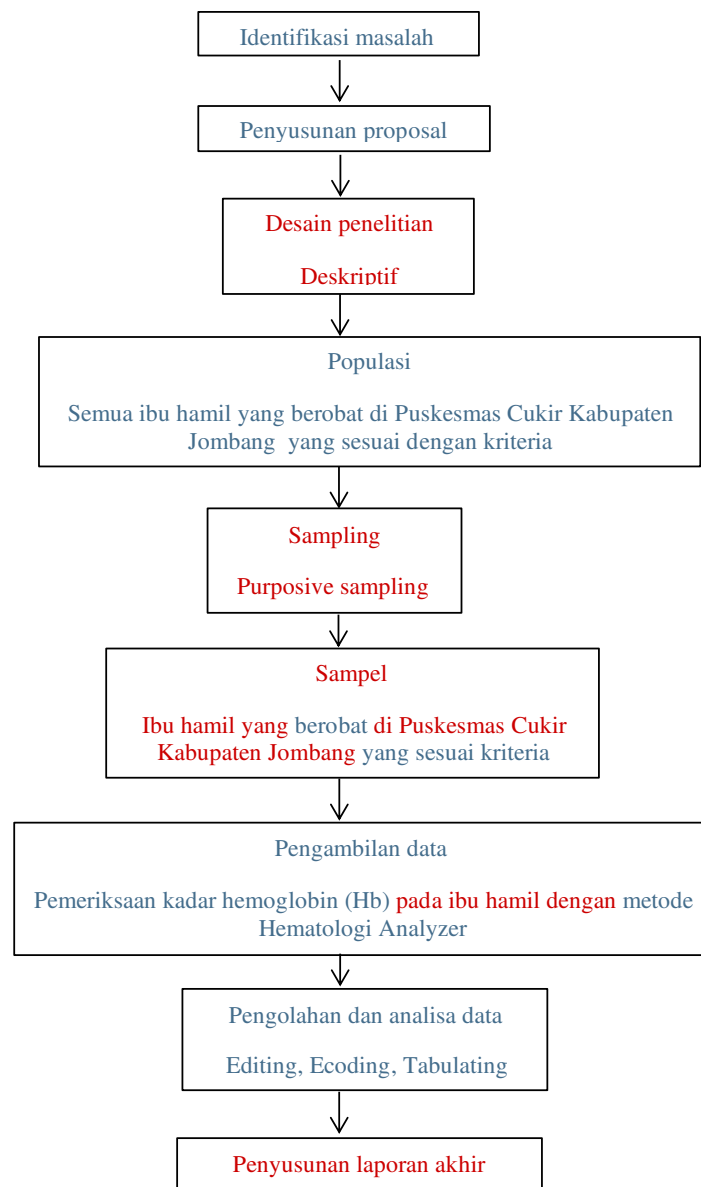 Identifikasi masalah
Penyusunan proposal
Desain penelitian
Deskriptif
Populasi
Semua ibu hamil yang berobat di Puskesmas Cukir Kabupaten
Jombang yang sesuai dengan kriteria
Sampling
Purposive sampling
Sampel
Ibu hamil yang berobat di Puskesmas Cukir
Kabupaten Jombang yang sesuai kriteria
Pengambilan data
Pemeriksaan kadar hemoglobin (Hb) pada ibu hamil dengan metode
Hematologi Analyzer
Pengolahan dan analisa data
Editing, Ecoding, Tabulating
Penyusunan laporan akhir